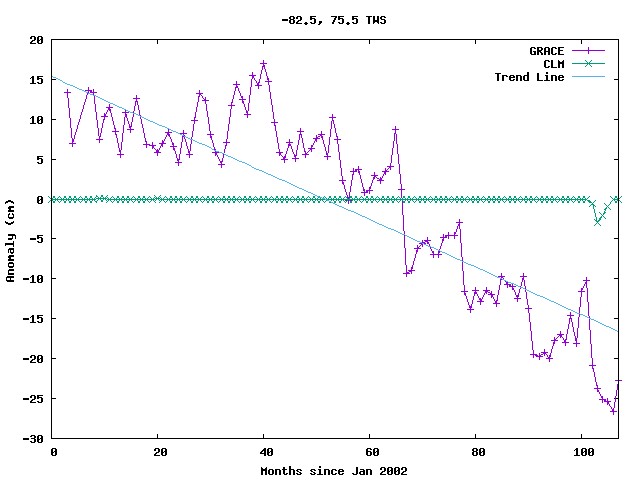 -82.5, 75.5 TWS
GRACE
CLM
Trend Line
20
15
10
5
0
-5
-10
-15
-20
-25
-30
Anomaly (cm)
0 20 40 60 80 100
Months since Jan 2002